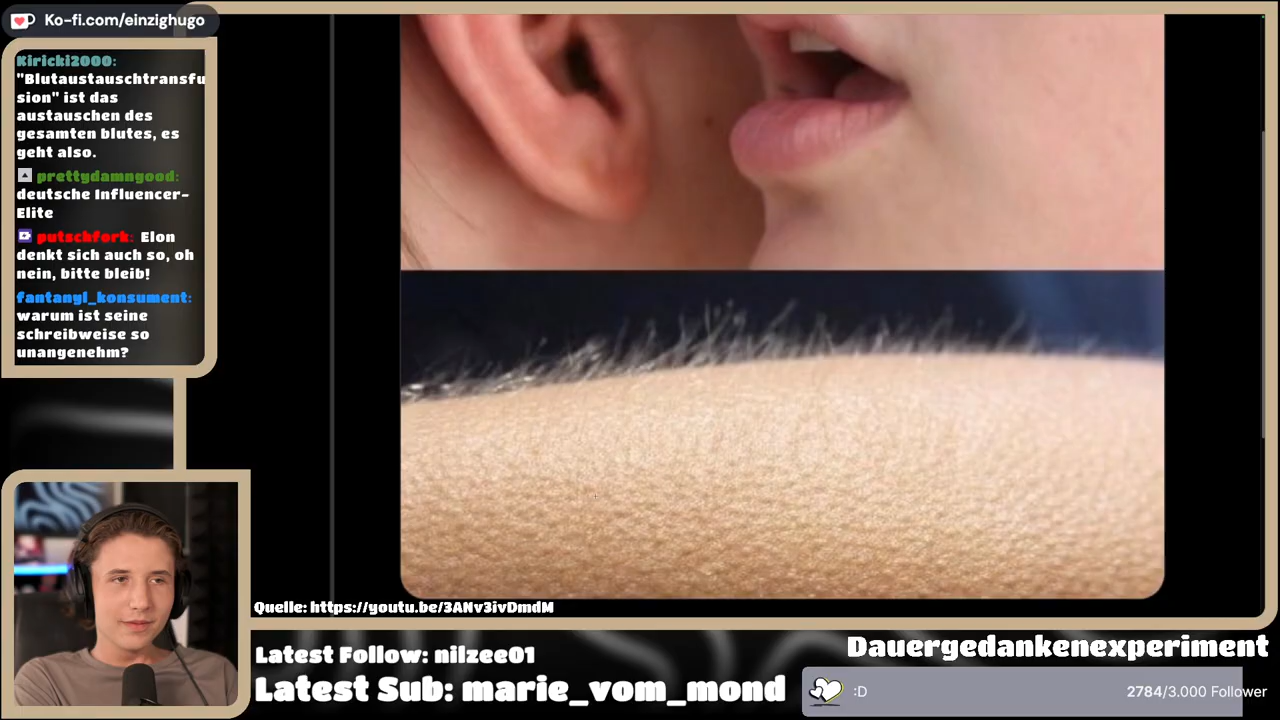 Ko-fi.com/einzighugo
Kiricki2000:
"Blutaustauschtransfu
sion" ist das
austauschen des
gesamten blutes, es
geht also.
prettydamngood:
deutsche Influencer-
Elite
putschfork: Elon
denkt sich auch so, oh
nein, bitte bleib!
fantanyl_konsument:
warum ist seine
schreibweise so
unangenehm?
Quelle: https://youtu.be/3ANv3ivDmdM
Latest Follow: nilzee01
Latest Sub: marie_vom_mond
Dauergedankenexperiment
:D
2784/3.000 Follower